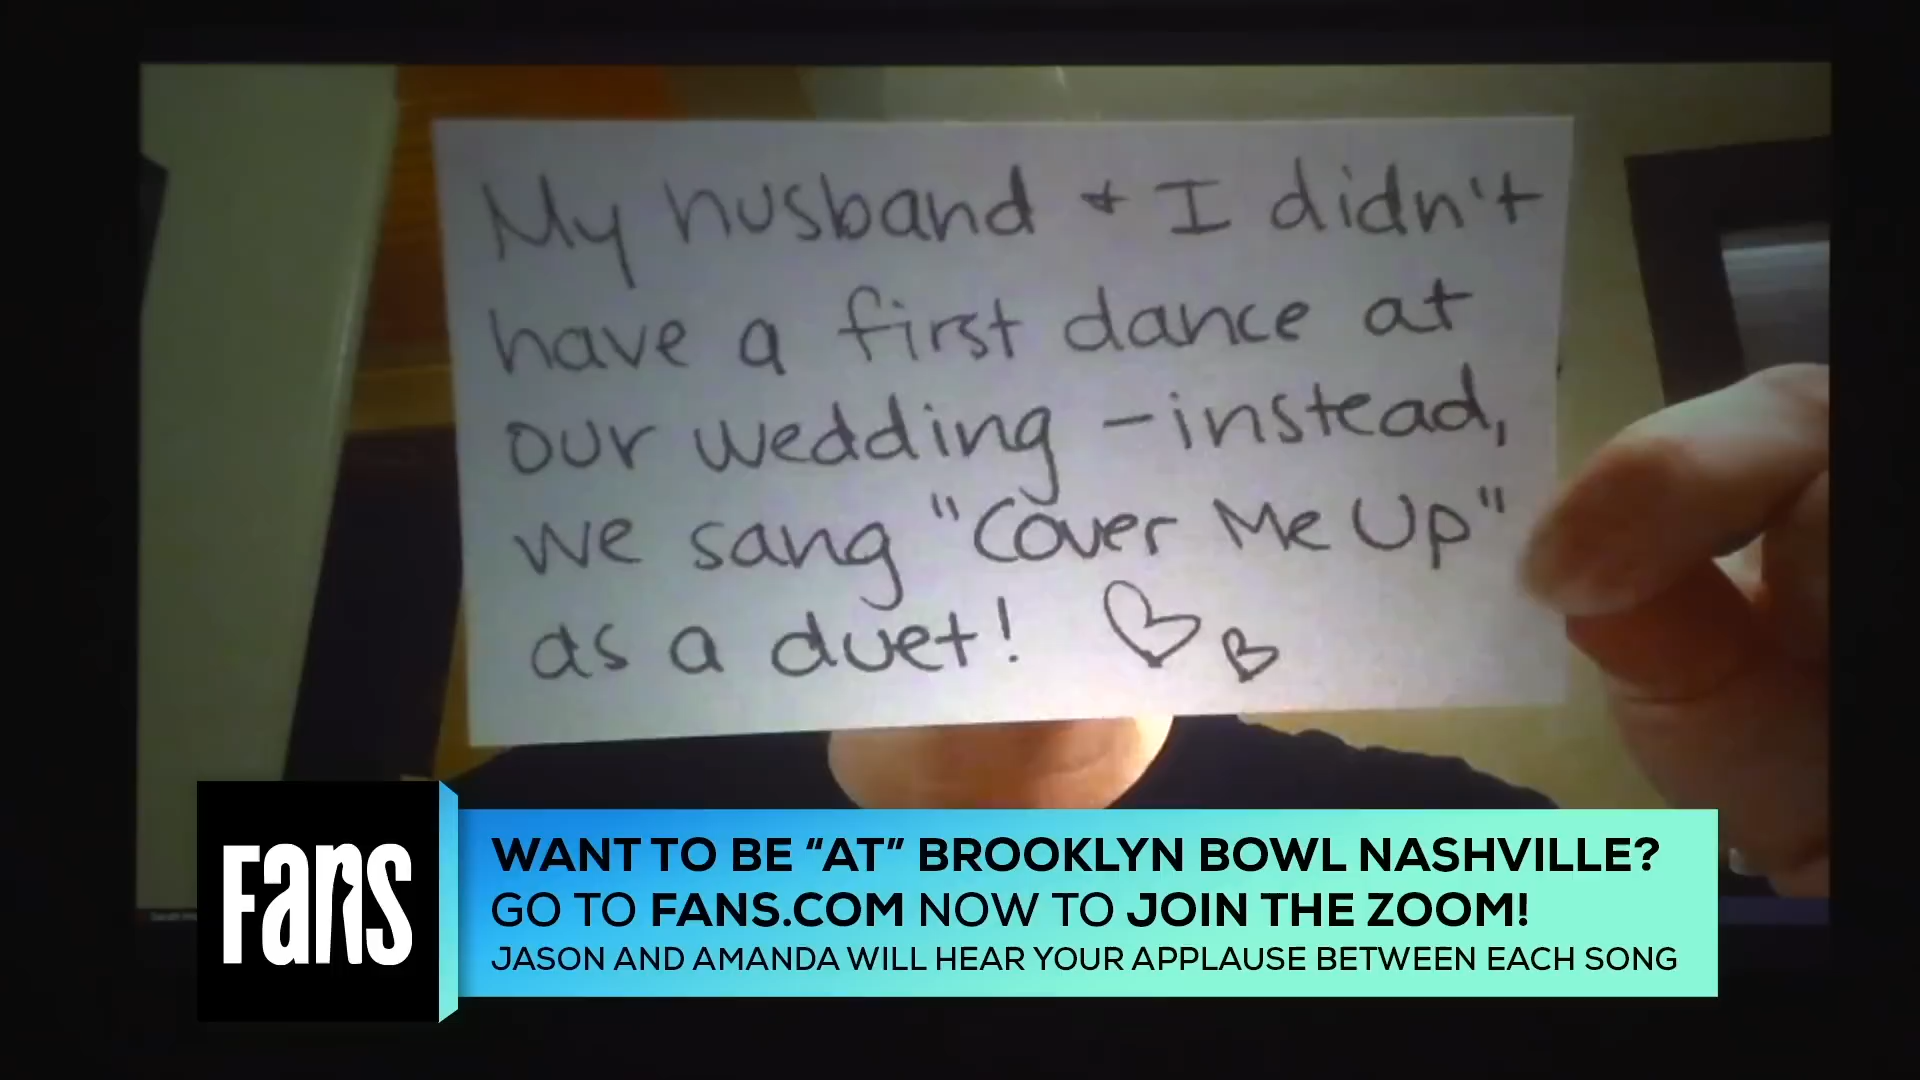 My husband + I didn't
have a first dance at
our wedding – instead,
we sang "Cover Me Up"
as a duet!
Fans
WANT TO BE “AT” BROOKLYN BOWL NASHVILLE?
GO TO FANS.COM NOW TO JOIN THE ZOOM!
JASON AND AMANDA WILL HEAR YOUR APPLAUSE BETWEEN EACH SONG